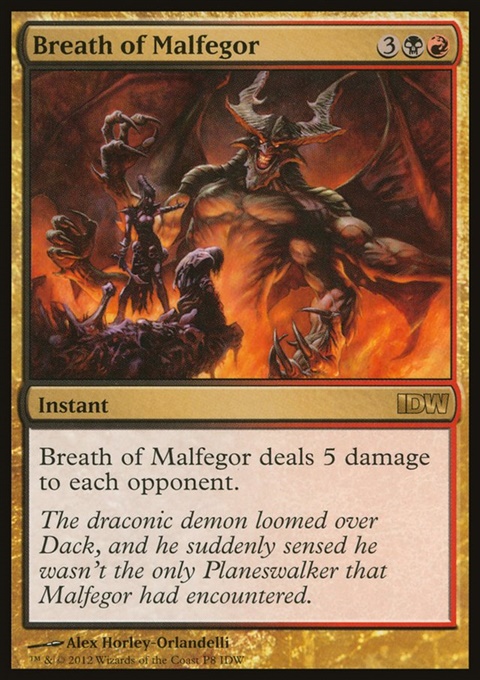 Breath of Malfegor 3
Instant IDW
Breath of Malfegor deals 5 damage
to each opponent.
The draconic demon loomed over
Dack, and he suddenly sensed he
wasn't the only Planeswalker that
Malfegor had encountered.
Alex Horley-Orlandelli
™ & © 2012 Wizards of the Coast P8 IDW